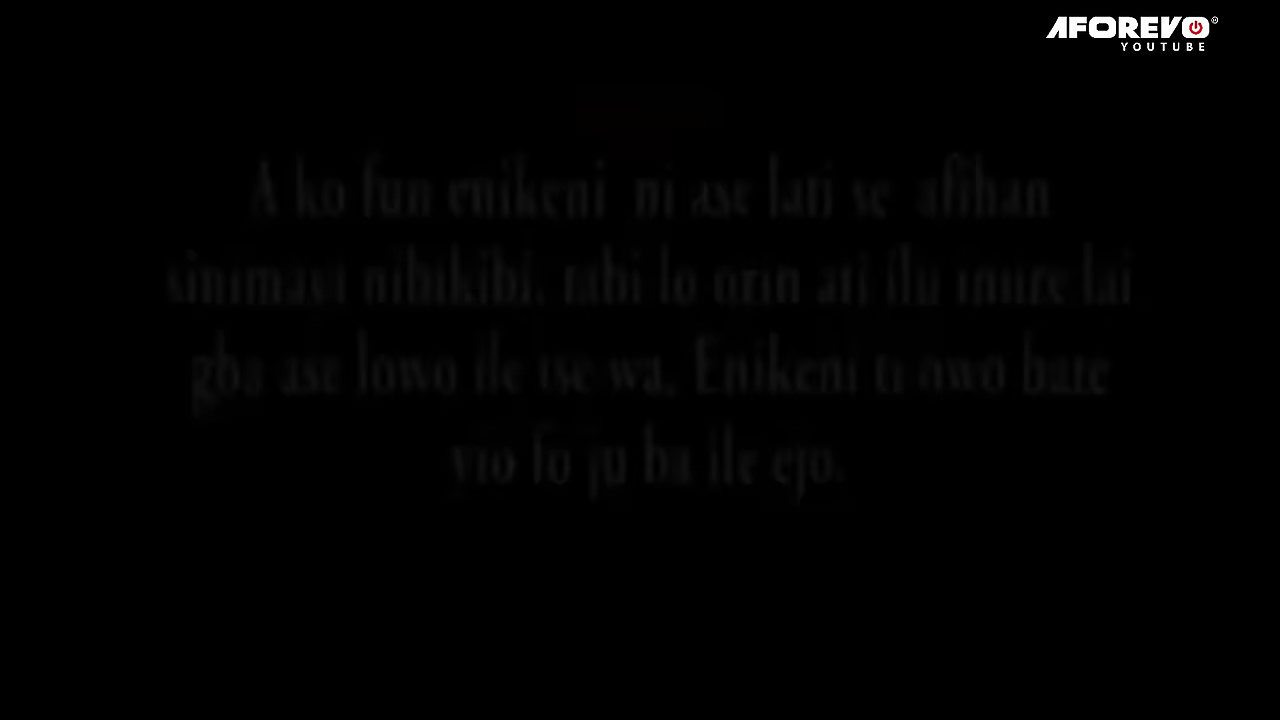 AFOREVO
YOUTUBE
A ko fun enikeni ni ase lati se afihan
sinima yi nibikibi, tabi lo orin ati ilu inu re lai
gba ase lowo ile ise wa. Enikeni ti owo bate
yio fo ju ba ile ejo.